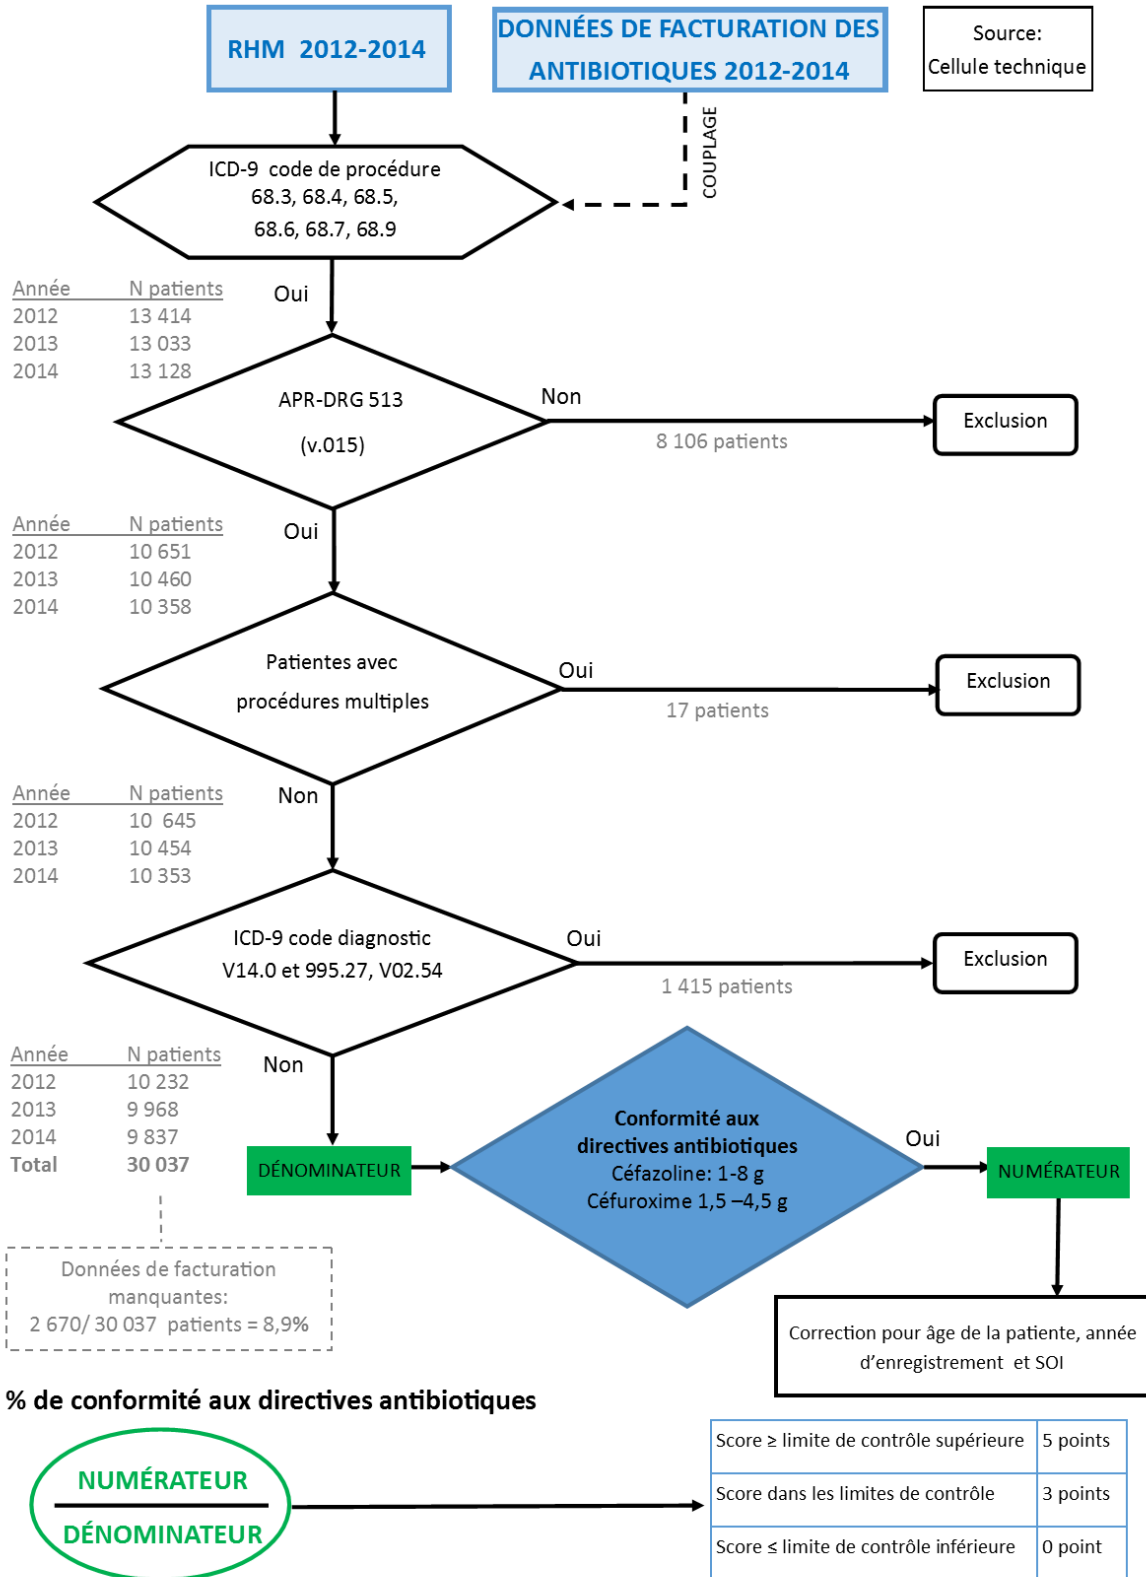 RHM 2012-2014
DONNÉES DE FACTURATION DES
ANTIBIOTIQUES 2012-2014
Source:
Cellule technique
COUPLAGE
ICD-9 code de procédure
68.3, 68.4, 68.5,
68.6, 68.7, 68.9
Oui
Année N patients
2012 13 414
2013 13 033
2014 13 128
APR-DRG 513
(v.015)
Non
8 106 patients
Exclusion
Oui
Année N patients
2012 10 651
2013 10 460
2014 10 358
Patientes avec
procédures multiples
Oui
17 patients
Exclusion
Non
Année N patients
2012 10 645
2013 10 454
2014 10 353
ICD-9 code diagnostic
V14.0 et 995.27, V02.54
Oui
1 415 patients
Exclusion
Non
Année N patients
2012 10 232
2013 9 968
2014 9 837
Total 30 037
DÉNOMINATEUR
Conformité aux
directives antibiotiques
Céfazoline: 1-8 g
Céfuroxime 1,5 –4,5 g
Oui
NUMÉRATEUR
Données de facturation
manquantes:
2 670/ 30 037 patients = 8,9%
Correction pour âge de la patiente, année
d'enregistrement et SOI
% de conformité aux directives antibiotiques
NUMÉRATEUR
DÉNOMINATEUR
Score ≥ limite de contrôle supérieure 5 points
Score dans les limites de contrôle 3 points
Score ≤ limite de contrôle inférieure 0 point